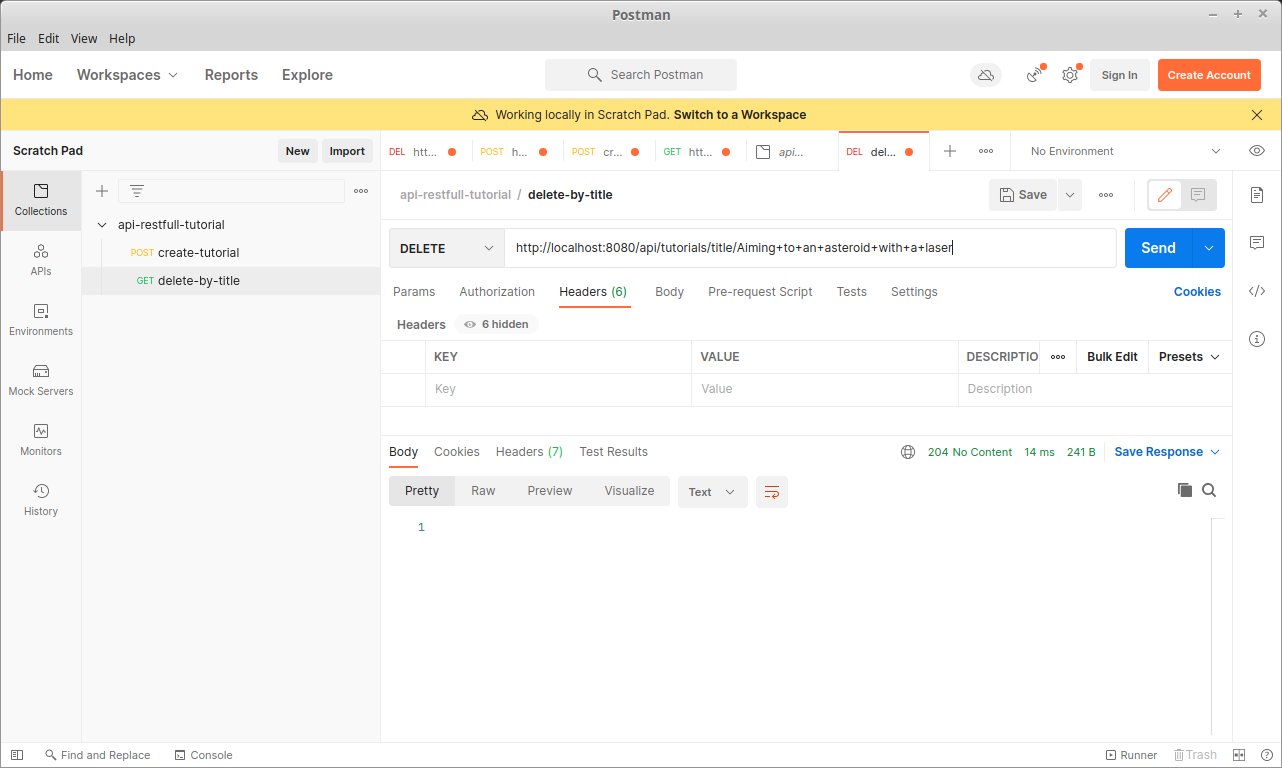 Postman
File Edit View Help
Home Workspaces Reports Explore Search Postman Sign In Create Account
Working locally in Scratch Pad. Switch to a Workspace
Scratch Pad New Import
DEL htt... POST h... POST cr... GET htt... api... DEL del... No Environment
Collections
APIs
Environments
Mock Servers
Monitors
History
api-restfull-tutorial
POST create-tutorial
GET delete-by-title
api-restfull-tutorial / delete-by-title Save
DELETE http://localhost:8080/api/tutorials/title/Aiming+to+an+asteroid+with+a+laser Send
Params Authorization Headers (6) Body Pre-request Script Tests Settings Cookies
Headers 6 hidden
KEY VALUE DESCRIPTIO Bulk Edit Presets
Key Value Description
Body Cookies Headers (7) Test Results 204 No Content 14 ms 241 B Save Response
Pretty Raw Preview Visualize Text
1
Find and Replace Console Runner Trash